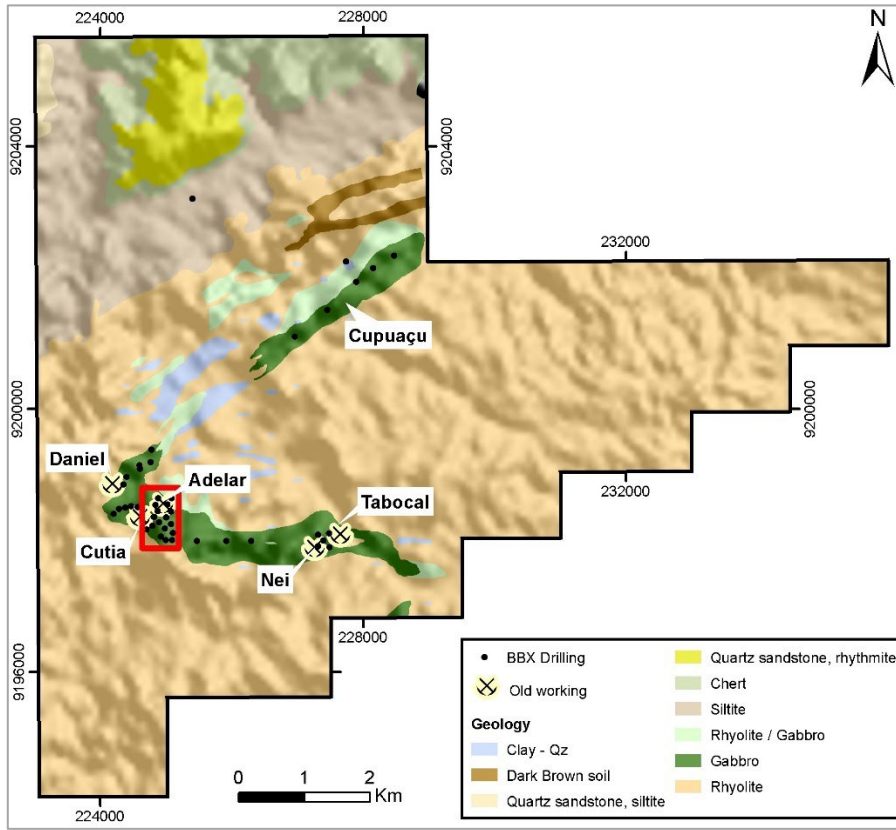 224000
228000
9204000
9204000
232000
Cupuaçu
9200000
9200000
Daniel
Adelar
Tabocal
232000
Cutia
Nei
228000
9196000
BBX Drilling
Old working
Geology
Clay - Qz
Dark Brown soil
Quartz sandstone, siltite
Quartz sandstone, rhythmite
Chert
Siltite
Rhyolite / Gabbro
Gabbro
Rhyolite
0 1 2
Km
224000
N